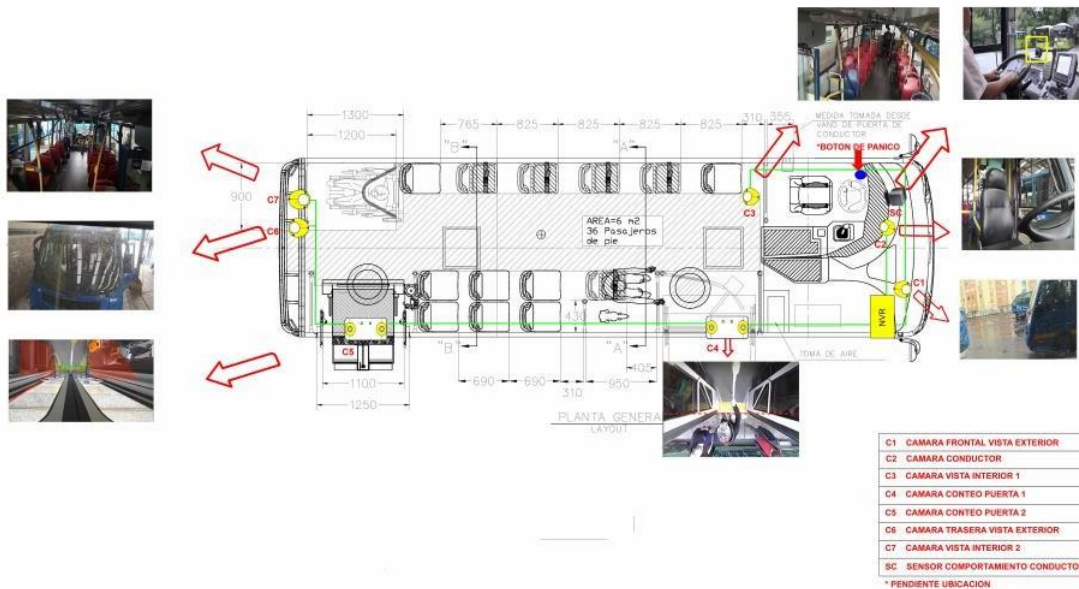 1300
1200
765
825
825
825
825
310
355
MEDIDA TOMADA DESDE
VANO DE PUERTA DE
CONDUCTOR
*BOTON DE PANICO
"B"
"A"
900
C7
C6
C3
SC
C2
C1
AREA=6 m2
36 Pasajeros
de pie
NVR
430
C5
C4
"B"
"A"
TOMA DE AIRE
405
1100
690
690
950
310
1250
PLANTA GENERA
LAYOUT
C1 CAMARA FRONTAL VISTA EXTERIOR
C2 CAMARA CONDUCTOR
C3 CAMARA VISTA INTERIOR 1
C4 CAMARA CONTEO PUERTA 1
C5 CAMARA CONTEO PUERTA 2
C6 CAMARA TRASERA VISTA EXTERIOR
C7 CAMARA VISTA INTERIOR 2
SC SENSOR COMPORTAMIENTO CONDUCTO
* PENDIENTE UBICACION